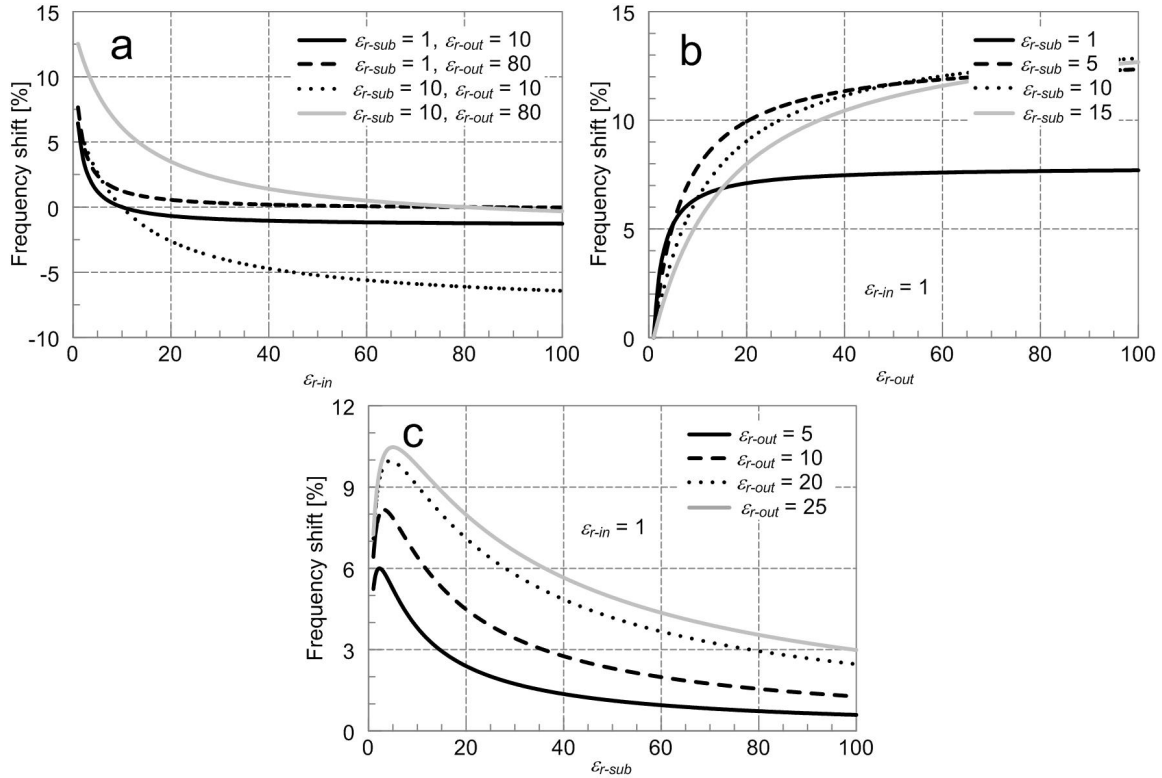 a
Frequency shift [%]
15
10
5
0
-5
-10
0
20
40
60
80
100
εr-in
εr-sub = 1, εr-out = 10
εr-sub = 1, εr-out = 80
εr-sub = 10, εr-out = 10
εr-sub = 10, εr-out = 80
b
Frequency shift [%]
15
10
5
0
0
20
40
60
80
100
εr-out
εr-sub = 1
εr-sub = 5
εr-sub = 10
εr-sub = 15
εr-in = 1
c
Frequency shift [%]
12
9
6
3
0
0
20
40
60
80
100
εr-sub
εr-out = 5
εr-out = 10
εr-out = 20
εr-out = 25
εr-in = 1